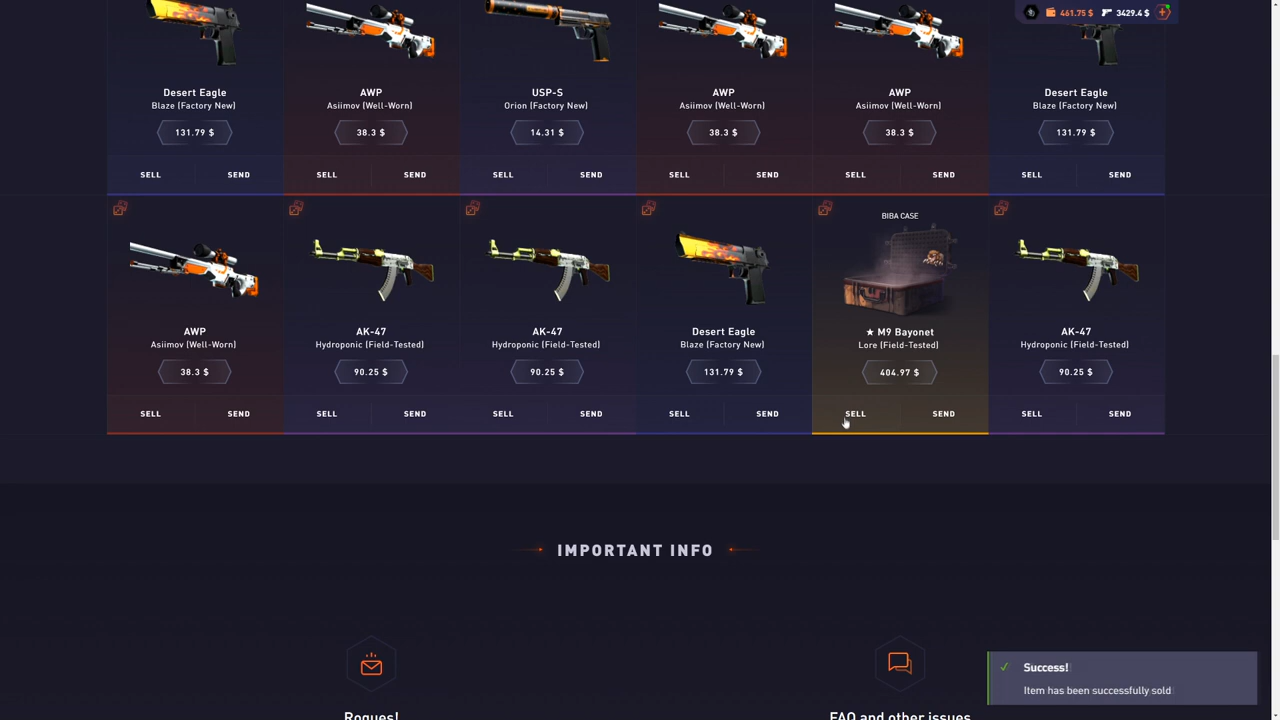 461.75 $ 3429.4 $
Desert Eagle
Blaze (Factory New)
131.79 $
SELL SEND
AWP
Asiimov (Well-Worn)
38.3 $
SELL SEND
USP-S
Orion (Factory New)
14.31 $
SELL SEND
AWP
Asiimov (Well-Worn)
38.3 $
SELL SEND
AWP
Asiimov (Well-Worn)
38.3 $
SELL SEND
Desert Eagle
Blaze (Factory New)
131.79 $
SELL SEND
AWP
Asiimov (Well-Worn)
38.3 $
SELL SEND
AK-47
Hydroponic (Field-Tested)
90.25 $
SELL SEND
AK-47
Hydroponic (Field-Tested)
90.25 $
SELL SEND
Desert Eagle
Blaze (Factory New)
131.79 $
SELL SEND
BIBA CASE
★ M9 Bayonet
Lore (Field-Tested)
404.97 $
SELL SEND
AK-47
Hydroponic (Field-Tested)
90.25 $
SELL SEND
IMPORTANT INFO
Rogues!
FAQ and other issues
Success!
Item has been successfully sold